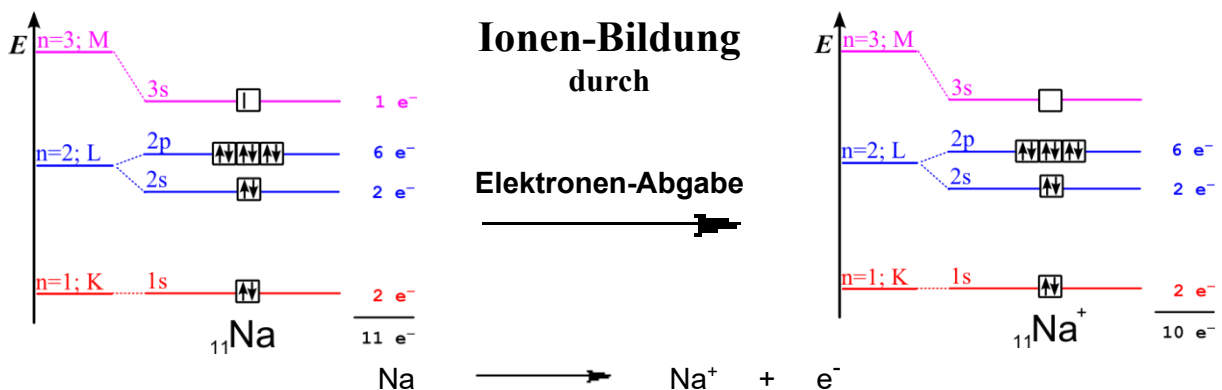 Ionen-Bildung
durch
E
n=3; M
3s
1 e⁻
n=2; L
2p
6 e⁻
2s
2 e⁻
n=1; K
1s
2 e⁻
₁₁Na
11 e⁻
Elektronen-Abgabe
E
n=3; M
3s
n=2; L
2p
6 e⁻
2s
2 e⁻
n=1; K
1s
2 e⁻
₁₁Na⁺
10 e⁻
Na Na⁺ + e⁻